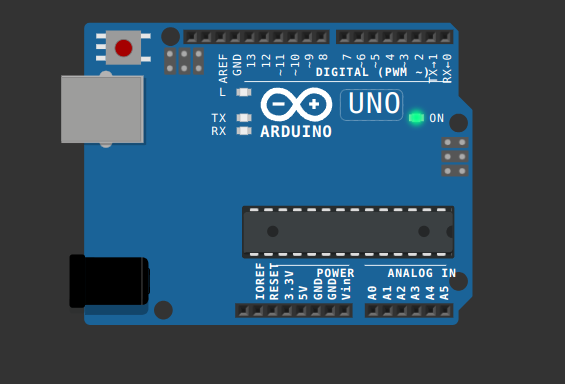 AREF
GND
13
12
~11
~10
~9
8
7
~6
~5
4
~3
2
TX→1
RX←0
DIGITAL (PWM ~)
L
TX
RX
UNO
ON
ARDUINO
POWER
ANALOG IN
IOREF
RESET
3.3V
5V
GND
GND
Vin
A0
A1
A2
A3
A4
A5